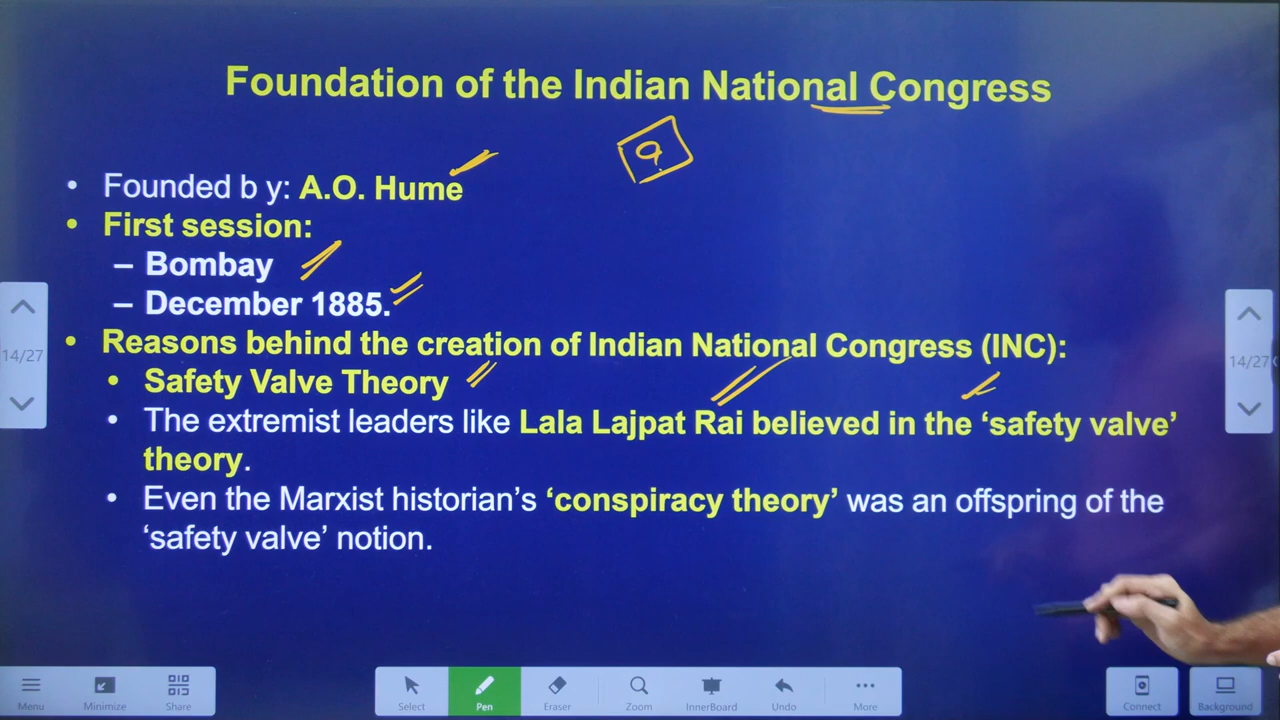 Foundation of the Indian National Congress
9
• Founded b y: A.O. Hume
• First session:
– Bombay
– December 1885.
• Reasons behind the creation of Indian National Congress (INC):
• Safety Valve Theory
• The extremist leaders like Lala Lajpat Rai believed in the ‘safety valve’
theory.
• Even the Marxist historian’s ‘conspiracy theory’ was an offspring of the
‘safety valve’ notion.
14/27
14/27
Menu
Minimize
Share
Select
Pen
Eraser
Zoom
InnerBoard
Undo
More
Connect
Background